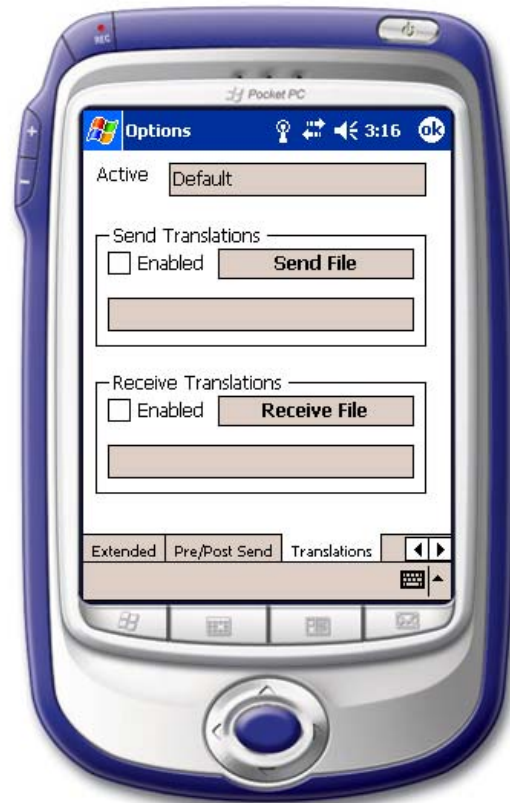 REC
Pocket PC
Options 3:16 ok
Active Default
Send Translations
Enabled Send File
Receive Translations
Enabled Receive File
Extended Pre/Post Send Translations